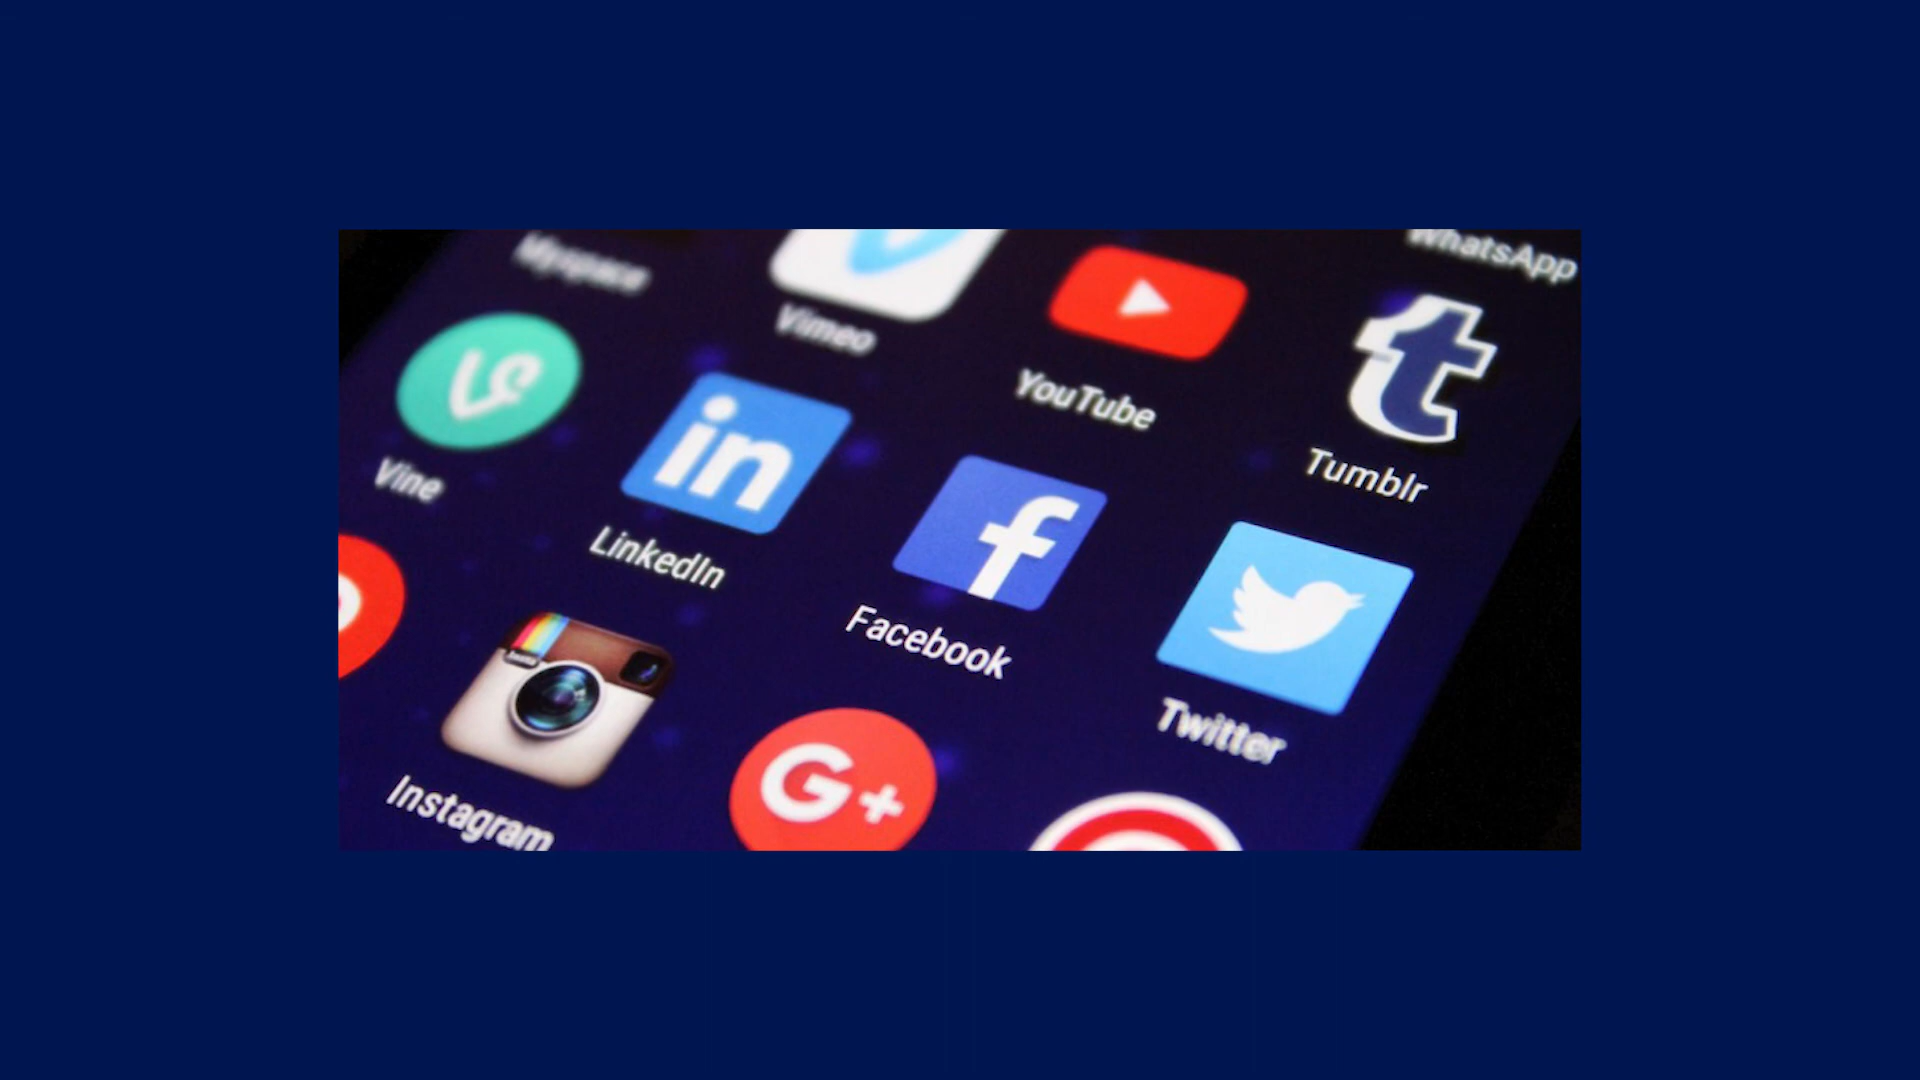 Myspace
Vimeo
WhatsApp
YouTube
Tumblr
Vine
LinkedIn
in
Facebook
f
Twitter
Instagram
G+
t